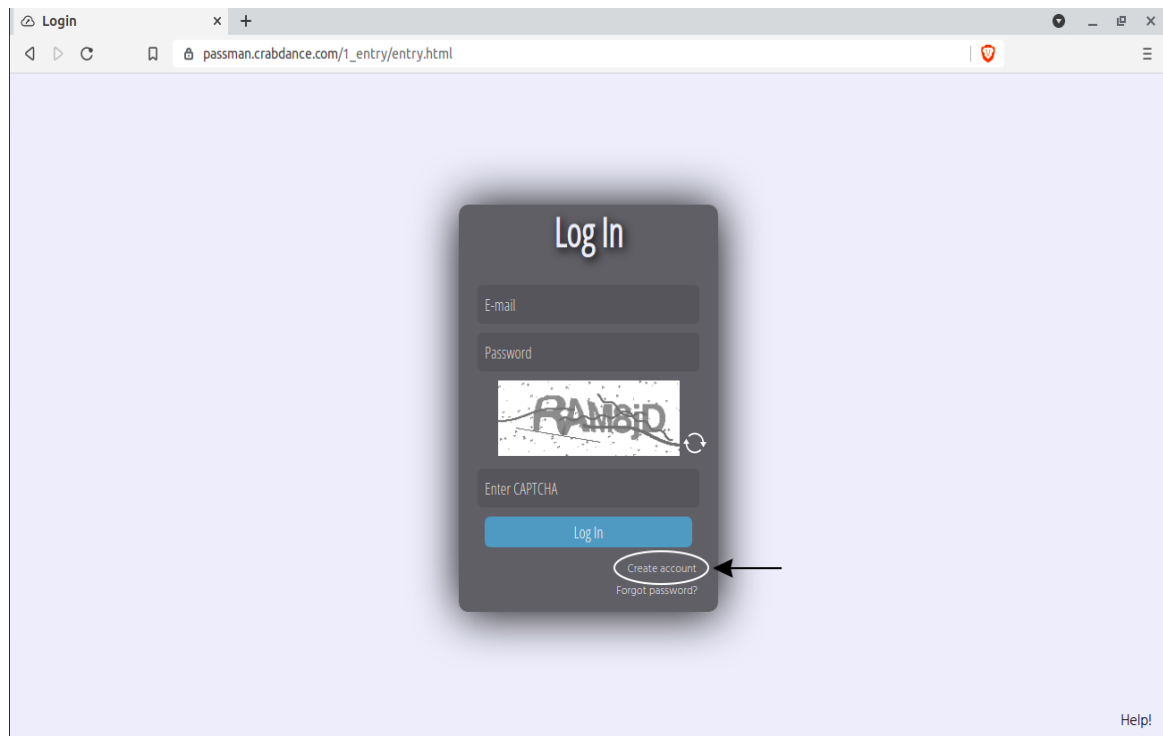 Login
passman.crabdance.com/1_entry/entry.html
Log In
E-mail
Password
RAM8jD
Enter CAPTCHA
Log In
Create account
Forgot password?
Help!